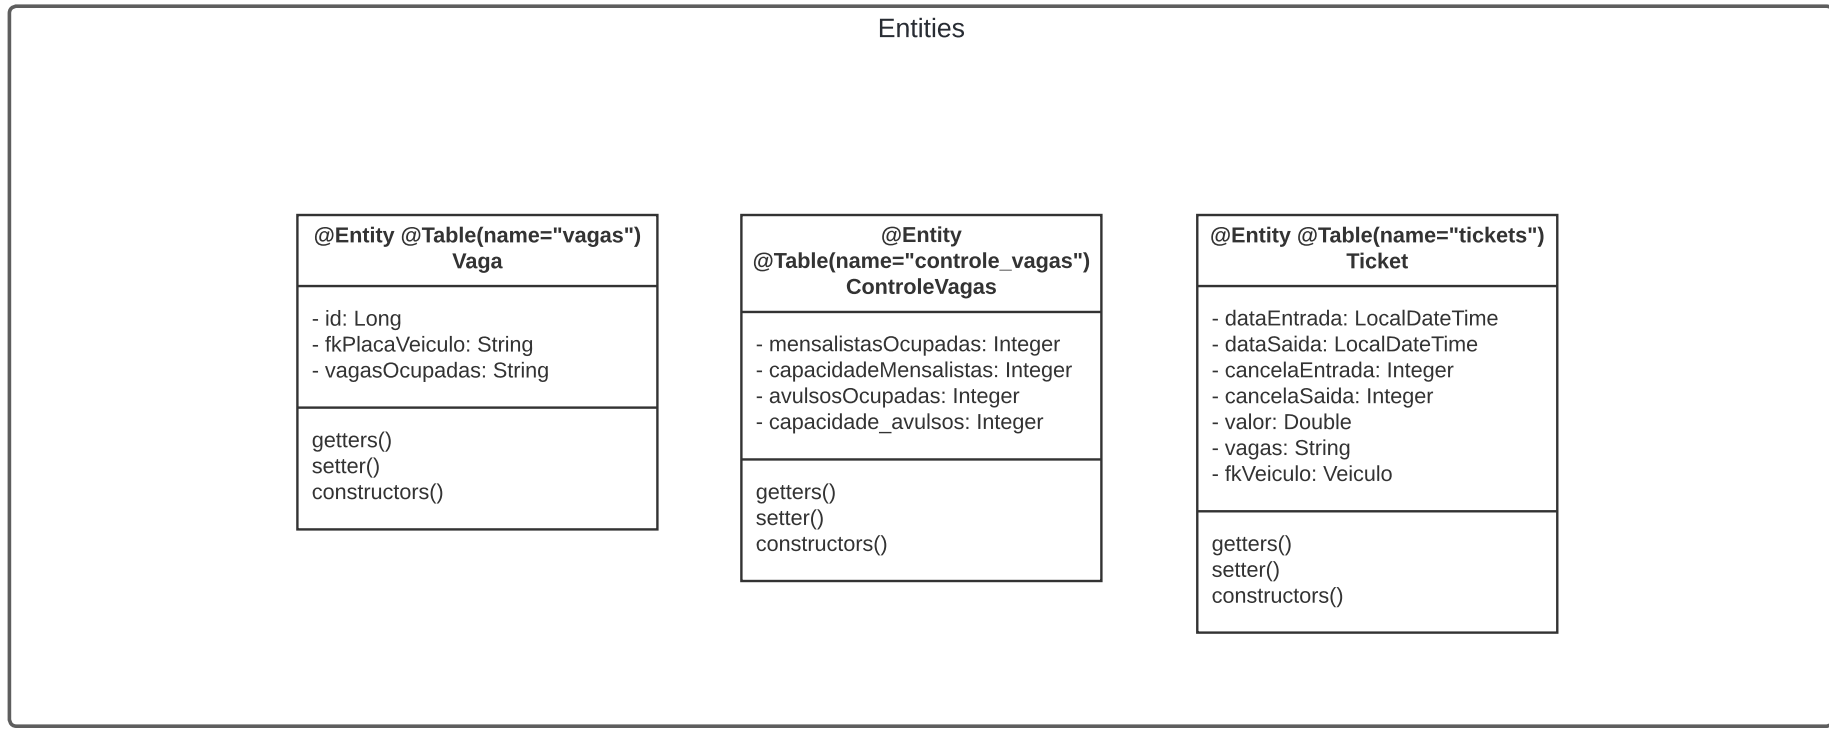 Entities
@Entity @Table(name="vagas")
Vaga
- id: Long
- fkPlacaVeiculo: String
- vagasOcupadas: String
getters()
setter()
constructors()
@Entity
@Table(name="controle_vagas")
ControleVagas
- mensalistasOcupadas: Integer
- capacidadeMensalistas: Integer
- avulsosOcupadas: Integer
- capacidade_avulsos: Integer
getters()
setter()
constructors()
@Entity @Table(name="tickets")
Ticket
- dataEntrada: LocalDateTime
- dataSaida: LocalDateTime
- cancelaEntrada: Integer
- cancelaSaida: Integer
- valor: Double
- vagas: String
- fkVeiculo: Veiculo
getters()
setter()
constructors()